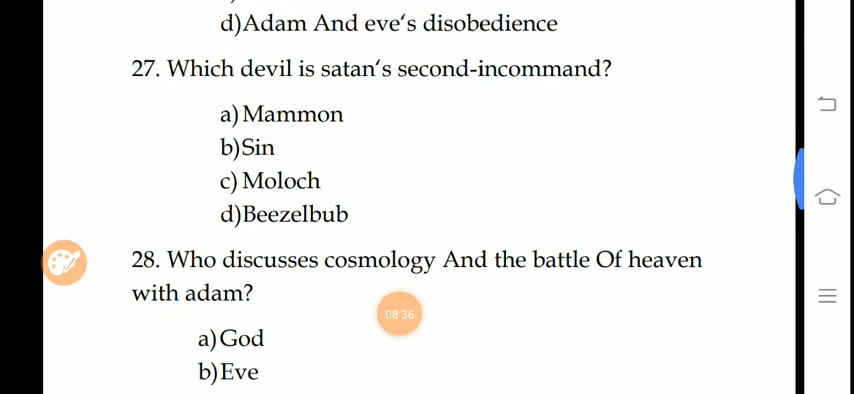 d)Adam And eve‘s disobedience
27. Which devil is satan‘s second-incommand?
a)Mammon
b)Sin
c) Moloch
d)Beezelbub
28. Who discusses cosmology And the battle Of heaven
with adam?
08:36
a)God
b)Eve